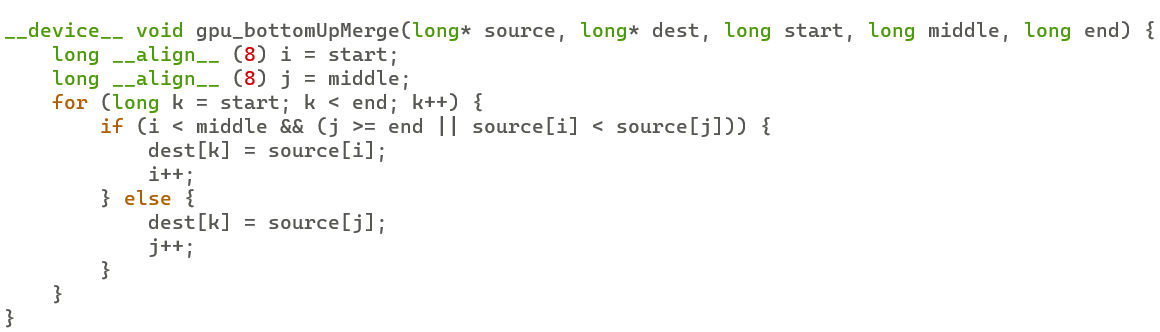 __device__ void gpu_bottomUpMerge(long* source, long* dest, long start, long middle, long end) {
    long __align__ (8) i = start;
    long __align__ (8) j = middle;
    for (long k = start; k < end; k++) {
        if (i < middle && (j >= end || source[i] < source[j])) {
            dest[k] = source[i];
            i++;
        } else {
            dest[k] = source[j];
            j++;
        }
    }
}